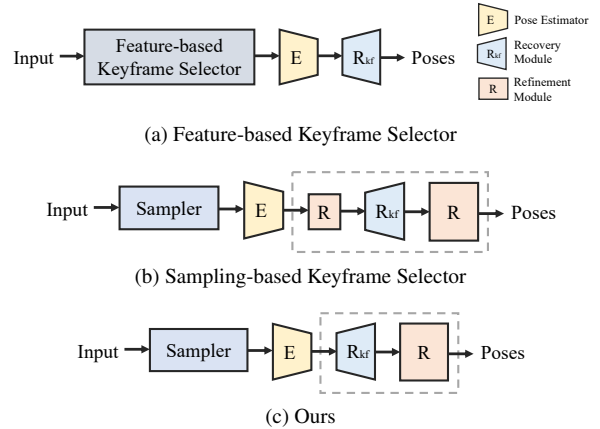 Input
Feature-based
Keyframe Selector
E
Rkf
Poses
E
Pose Estimator
Rkf
Recovery
Module
R
Refinement
Module
(a) Feature-based Keyframe Selector
Input
Sampler
E
R
Rkf
R
Poses
(b) Sampling-based Keyframe Selector
Input
Sampler
E
Rkf
R
Poses
(c) Ours